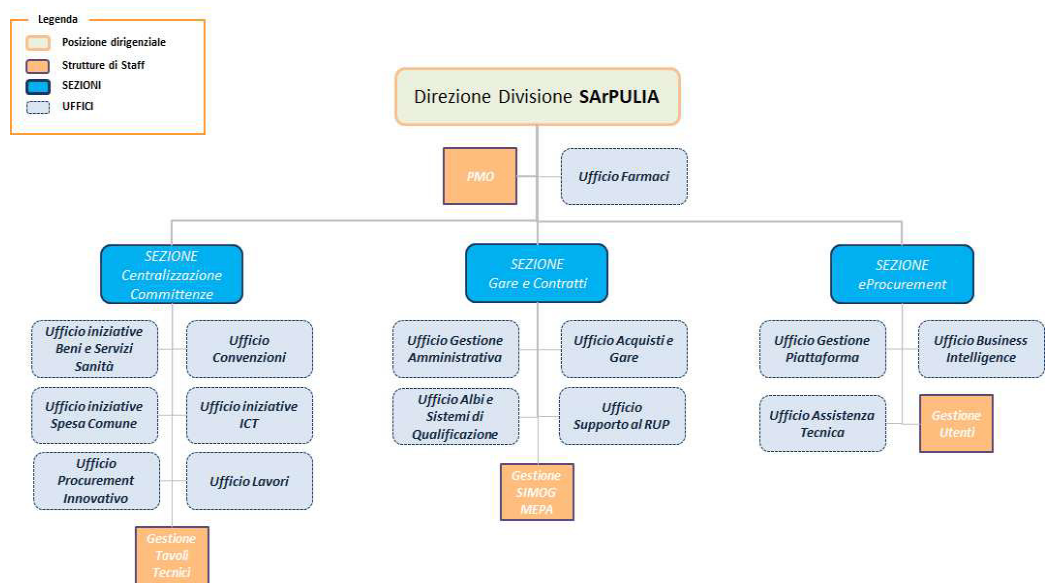 Legenda
Posizione dirigenziale
Strutture di Staff
SEZIONI
UFFICI
Direzione Divisione SArPULIA
PMO
Ufficio Farmaci
SEZIONE
Centralizzazione
Committenze
SEZIONE
Gare e Contratti
SEZIONE
eProcurement
Ufficio iniziative
Beni e Servizi
Sanità
Ufficio
Convenzioni
Ufficio iniziative
Spesa Comune
Ufficio iniziative
ICT
Ufficio
Procurement
Innovativo
Ufficio Lavori
Gestione
Tavoli
Tecnici
Ufficio Gestione
Amministrativa
Ufficio Acquisti e
Gare
Ufficio Albi e
Sistemi di
Qualificazione
Ufficio
Supporto al RUP
Gestione
SIMOG
MEPA
Ufficio Gestione
Piattaforma
Ufficio Business
Intelligence
Ufficio Assistenza
Tecnica
Gestione
Utenti